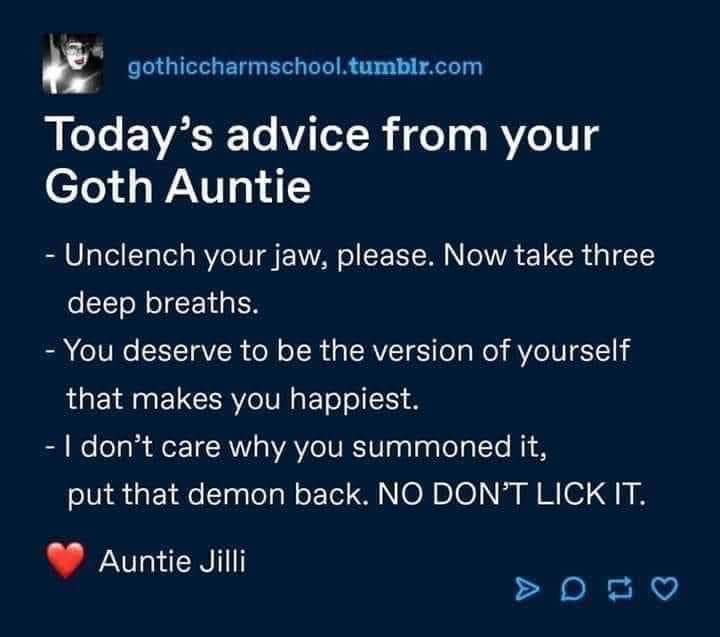 gothiccharmschool.tumblr.com
Today’s advice from your
Goth Auntie
- Unclench your jaw, please. Now take three
deep breaths.
- You deserve to be the version of yourself
that makes you happiest.
- I don’t care why you summoned it,
put that demon back. NO DON’T LICK IT.
❤️ Auntie Jilli